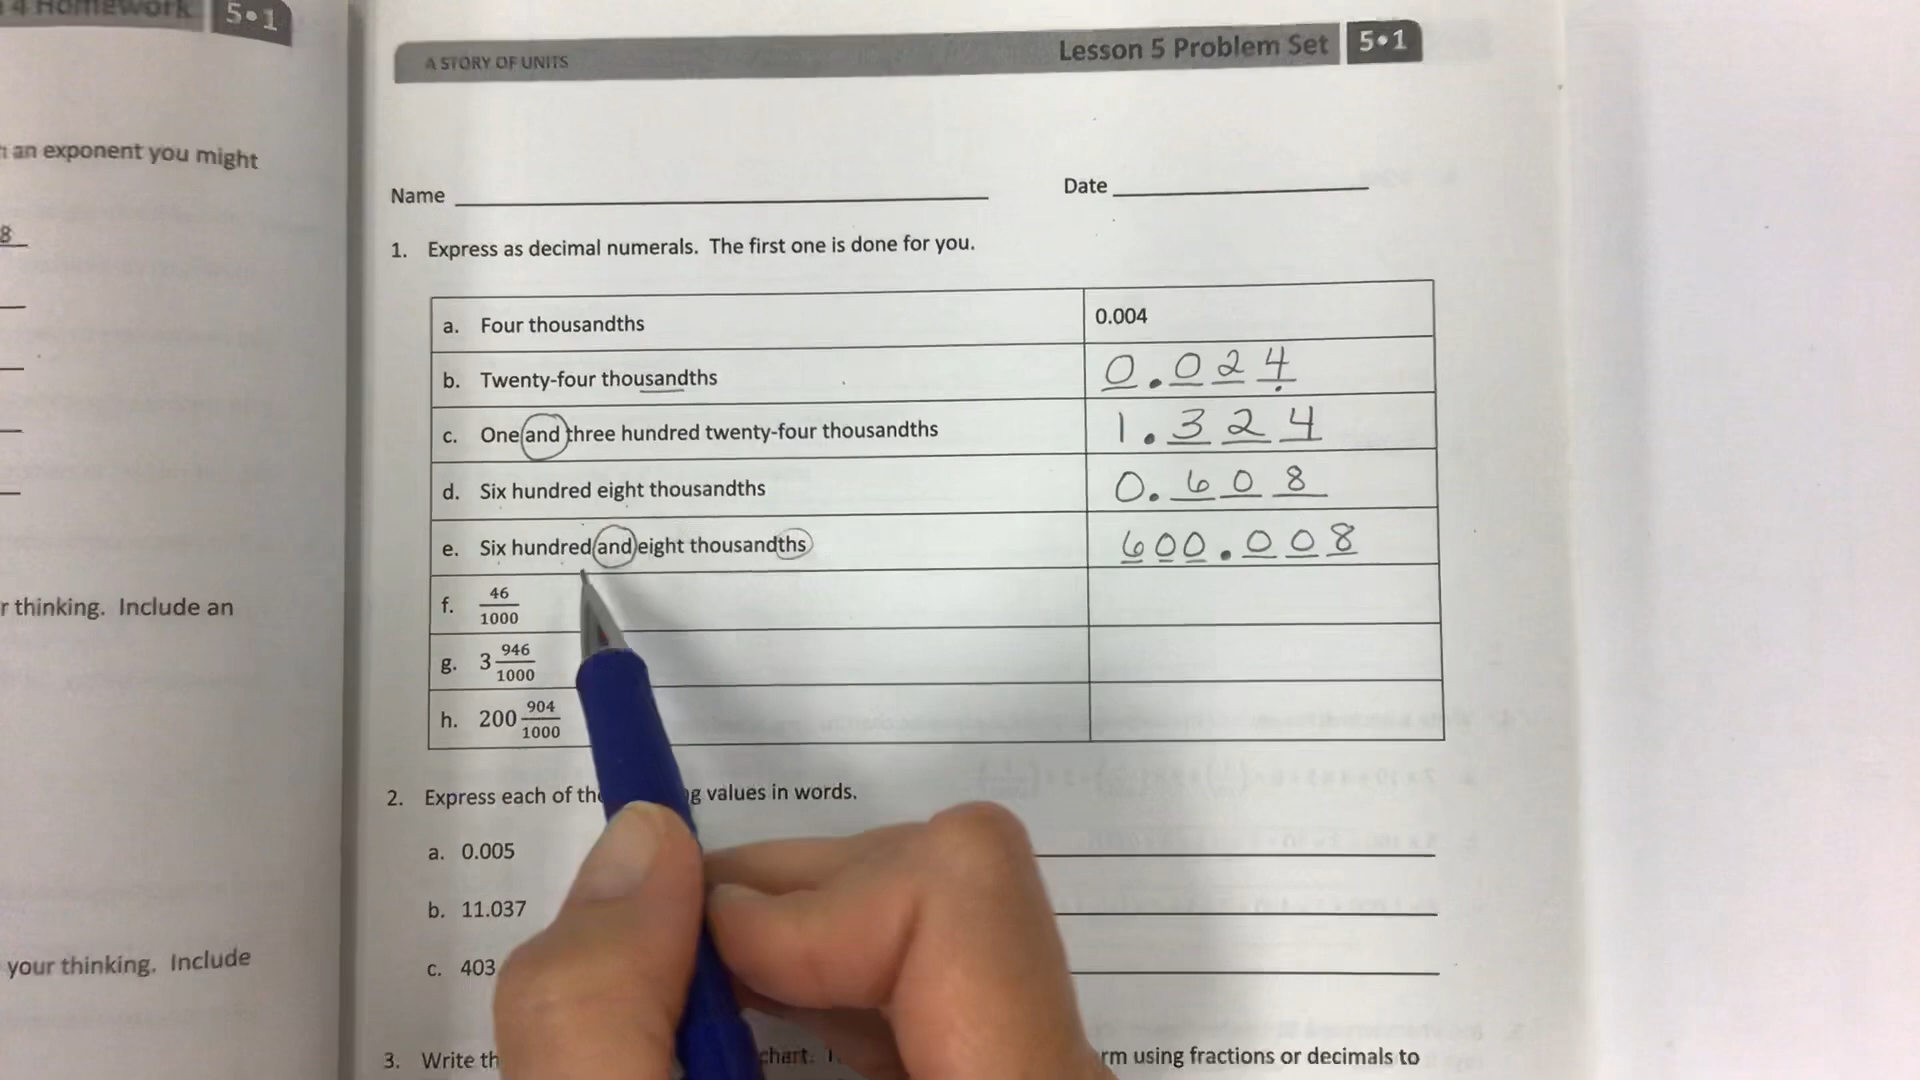 4 Homework 5•1
an exponent you might
8
r thinking. Include an
your thinking. Include
A STORY OF UNITS Lesson 5 Problem Set 5•1
Name Date
1. Express as decimal numerals. The first one is done for you.
a. Four thousandths 0.004
b. Twenty-four thousandths 0.024
c. One and three hundred twenty-four thousandths 1.324
d. Six hundred eight thousandths 0.608
e. Six hundred and eight thousandths 600.008
f. 46/1000
g. 3 946/1000
h. 200 904/1000
2. Express each of th g values in words.
a. 0.005
b. 11.037
c. 403
3. Write th chart. rm using fractions or decimals to